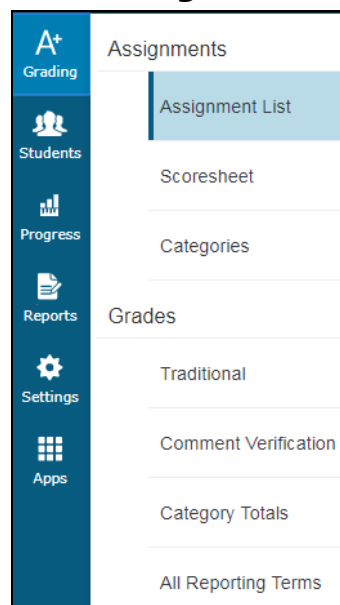 A+
Grading
Students
Progress
Reports
Settings
Apps
Assignments
Assignment List
Scoresheet
Categories
Grades
Traditional
Comment Verification
Category Totals
All Reporting Terms